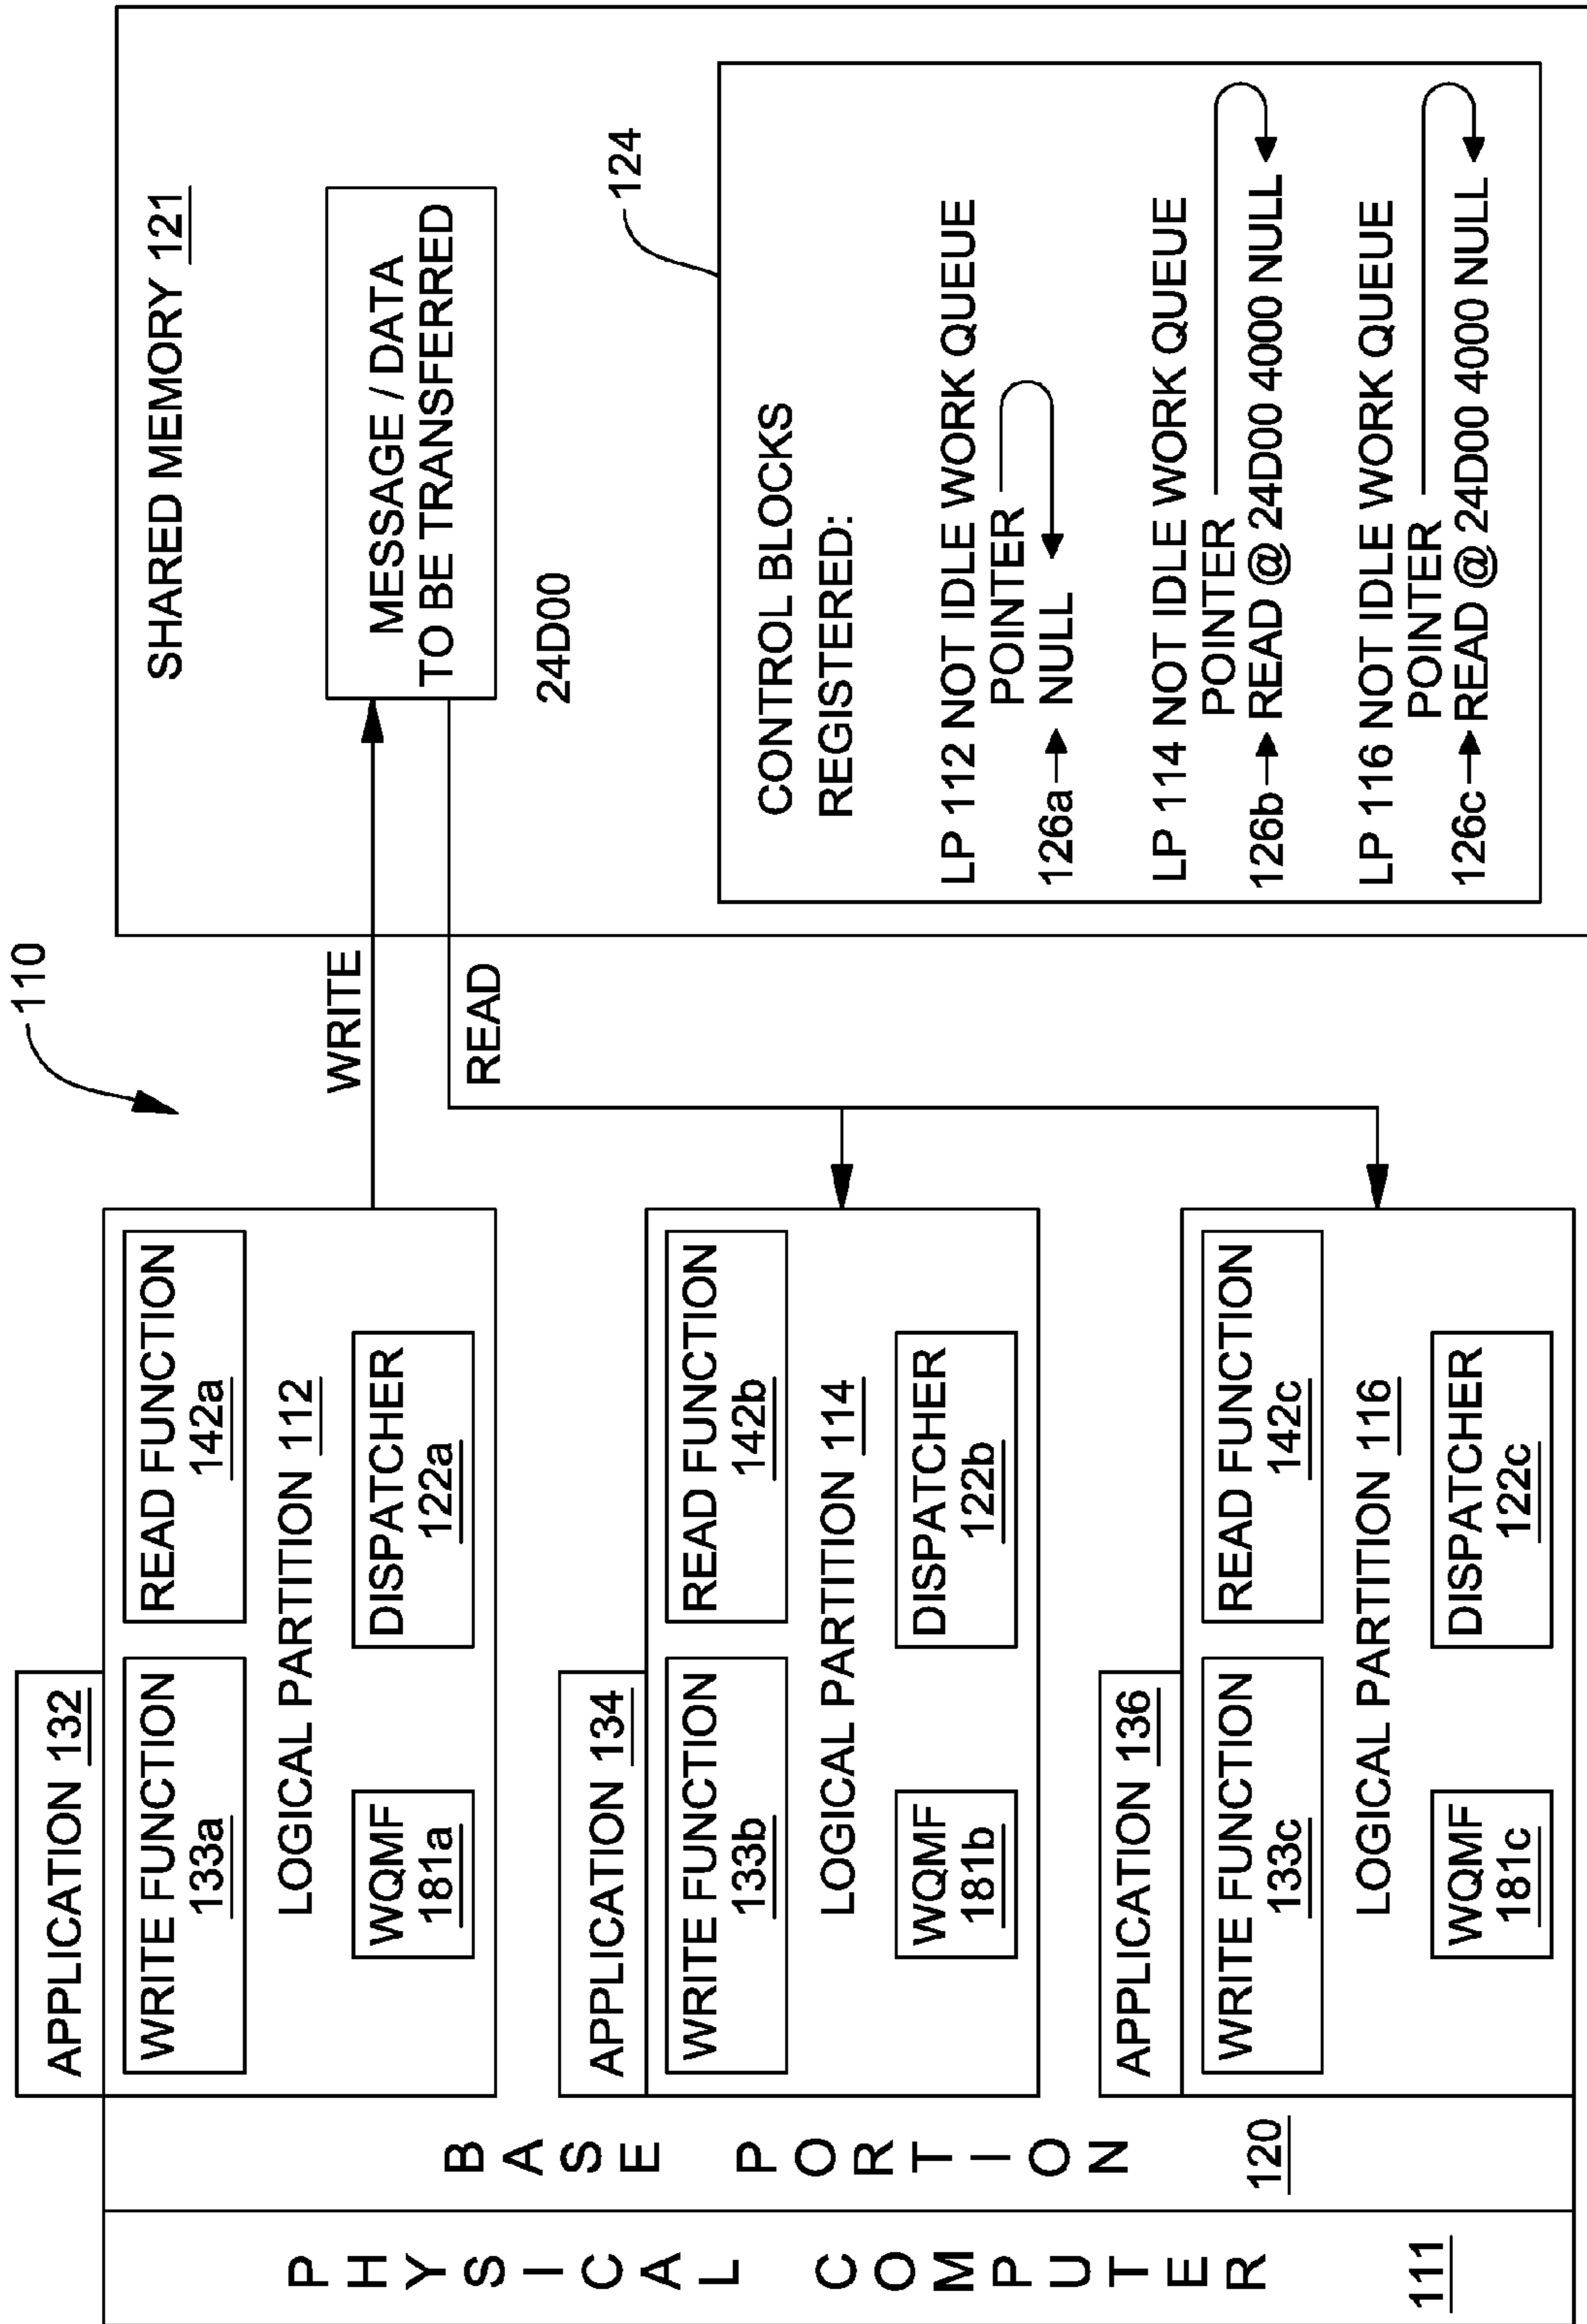 110
APPLICATION 132
WRITE FUNCTION
133a
READ FUNCTION
142a
LOGICAL PARTITION 112
WQMF
181a
DISPATCHER
122a
APPLICATION 134
WRITE FUNCTION
133b
READ FUNCTION
142b
LOGICAL PARTITION 114
WQMF
181b
DISPATCHER
122b
APPLICATION 136
WRITE FUNCTION
133c
READ FUNCTION
142c
LOGICAL PARTITION 116
WQMF
181c
DISPATCHER
122c
BASE PORTION
120
PHYSICAL COMPUTER
111
WRITE
READ
SHARED MEMORY 121
MESSAGE / DATA
TO BE TRANSFERRED
24D00
124
CONTROL BLOCKS
REGISTERED:
LP 112 NOT IDLE WORK QUEUE
POINTER
126a NULL
LP 114 NOT IDLE WORK QUEUE
POINTER
126b READ @ 24D00 4000 NULL
LP 116 NOT IDLE WORK QUEUE
POINTER
126c READ @ 24D00 4000 NULL